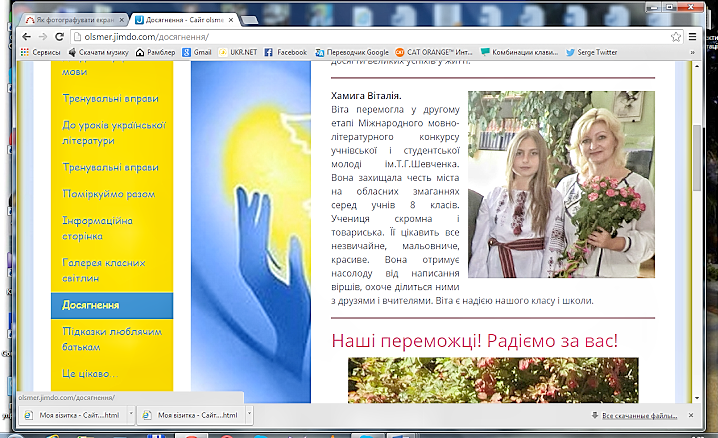 Як фотографувати екран
Досягнення - Сайт olsmer
olsmer.jimdo.com/досягнення/
Сервисы
Скачати музику
Рамблер
Gmail
UKR.NET
Facebook
Переводчик Google
CAT ORANGE™ Инт...
Комбинации клави...
Serge Twitter
мови
Тренувальні вправи
До уроків української
літератури
Тренувальні вправи
Поміркуймо разом
Інформаційна
сторінка
Галерея класних
світлин
Досягнення
Підказки люблячим
батькам
Це цікаво...
досягти великих успіхів у житті.
Хамига Віталія.
Віта перемогла у другому
етапі Міжнародного мовно-
літературного конкурсу
учнівської і студентської
молоді ім.Т.Г.Шевченка.
Вона захищала честь міста
на обласних змаганнях
серед учнів 8 класів.
Учениця скромна і
товариська. Її цікавить все
незвичайне, мальовниче,
красиве. Вона отримує
насолоду від написання
віршів, охоче ділиться ними
з друзями і вчителями. Віта є надією нашого класу і школи.
Наші переможці! Радіємо за вас!
olsmer.jimdo.com/досягнення/
Моя візитка - Сайт....html
Моя візитка - Сайт....html
Все скачанные файлы...